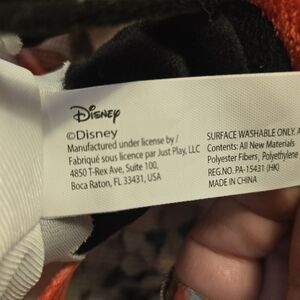 Disney
©Disney
Manufactured under license by /
Fabriqué sous licence par Just Play, LLC
4850 T-Rex Ave, Suite 100,
Boca Raton, FL 33431, USA
SURFACE WASHABLE ONLY.
Contents: All New Materials
Polyester Fibers, Polyethylene
REG.NO. PA-15431 (HK)
MADE IN CHINA